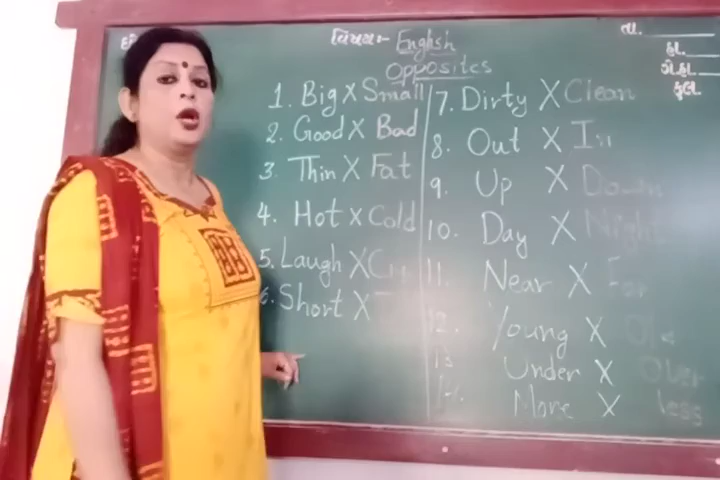 વિષય:- English
તા.
Opposites
હા.
ગે.હા.
કુલ
1. Big X Small
2. Good X Bad
3. Thin X Fat
4. Hot X Cold
5. Laugh X
6. Short X
7. Dirty X Clean
8. Out X In
9. Up X Down
10. Day X Night
11. Near X Far
12. Young X Old
13 Under X Over
14. More X less